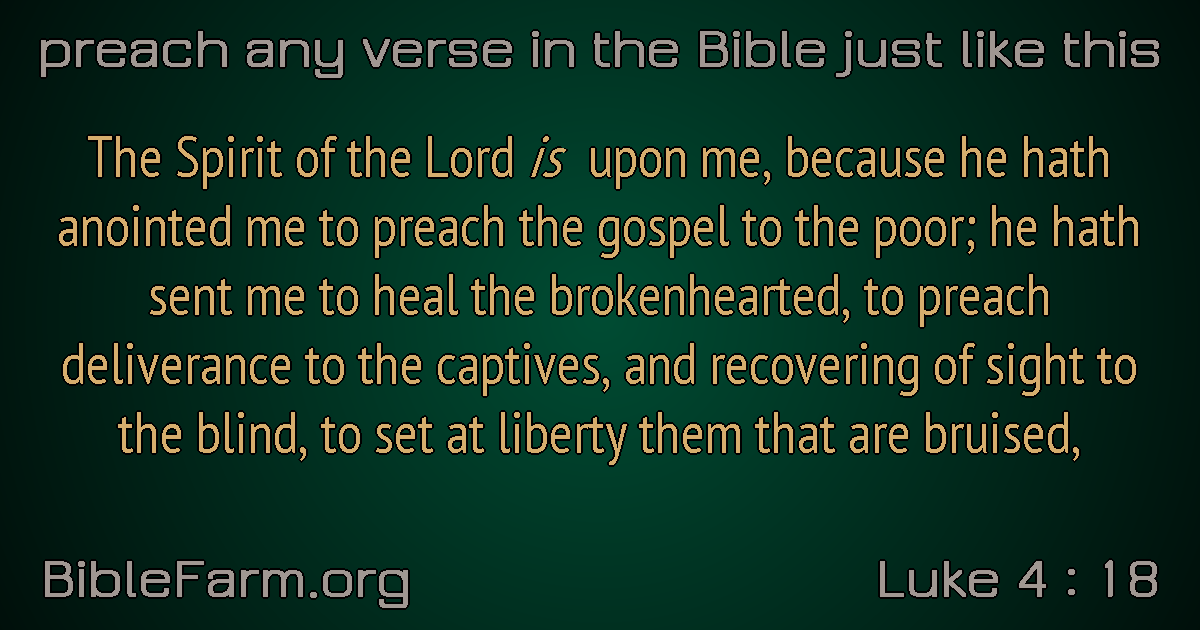 preach any verse in the Bible just like this
The Spirit of the Lord is upon me, because he hath
anointed me to preach the gospel to the poor; he hath
sent me to heal the brokenhearted, to preach
deliverance to the captives, and recovering of sight to
the blind, to set at liberty them that are bruised,
BibleFarm.org
Luke 4 : 18